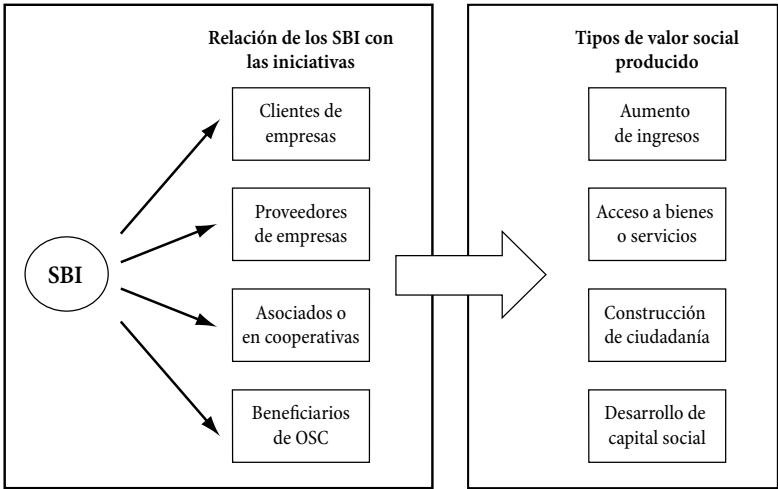 Relación de los SBI con
las iniciativas
Clientes de
empresas
Proveedores
de empresas
SBI
Asociados o
en cooperativas
Beneficiarios
de OSC
Tipos de valor social
producido
Aumento
de ingresos
Acceso a bienes
o servicios
Construcción
de ciudadanía
Desarrollo de
capital social